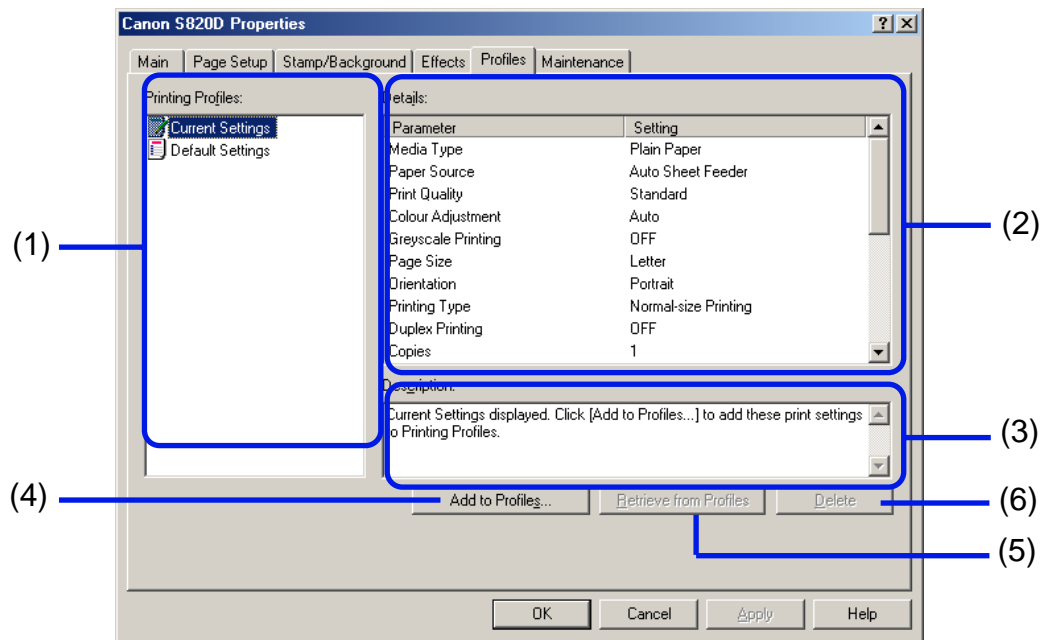 Canon S820D Properties
Main Page Setup Stamp/Background Effects Profiles Maintenance
Printing Profiles:
Current Settings
Default Settings
Details:
Parameter Setting
Media Type Plain Paper
Paper Source Auto Sheet Feeder
Print Quality Standard
Colour Adjustment Auto
Greyscale Printing OFF
Page Size Letter
Orientation Portrait
Printing Type Normal-size Printing
Duplex Printing OFF
Copies 1
Description:
Current Settings displayed. Click [Add to Profiles...] to add these print settings
to Printing Profiles.
Add to Profiles... Retrieve from Profiles Delete
OK Cancel Apply Help
(1)
(2)
(3)
(4)
(6)
(5)